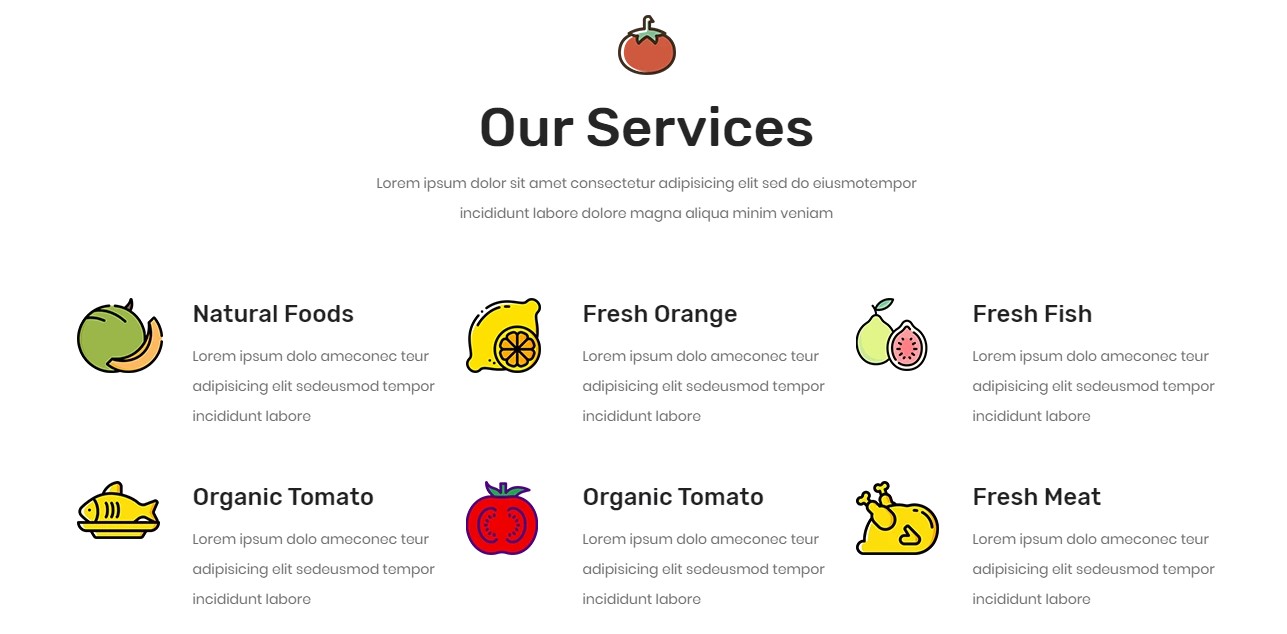 Our Services
Lorem ipsum dolor sit amet consectetur adipisicing elit sed do eiusmotempor
incididunt labore dolore magna aliqua minim veniam
Natural Foods
Lorem ipsum dolo ameconec teur
adipisicing elit sedeusmod tempor
incididunt labore
Fresh Orange
Lorem ipsum dolo ameconec teur
adipisicing elit sedeusmod tempor
incididunt labore
Fresh Fish
Lorem ipsum dolo ameconec teur
adipisicing elit sedeusmod tempor
incididunt labore
Organic Tomato
Lorem ipsum dolo ameconec teur
adipisicing elit sedeusmod tempor
incididunt labore
Organic Tomato
Lorem ipsum dolo ameconec teur
adipisicing elit sedeusmod tempor
incididunt labore
Fresh Meat
Lorem ipsum dolo ameconec teur
adipisicing elit sedeusmod tempor
incididunt labore